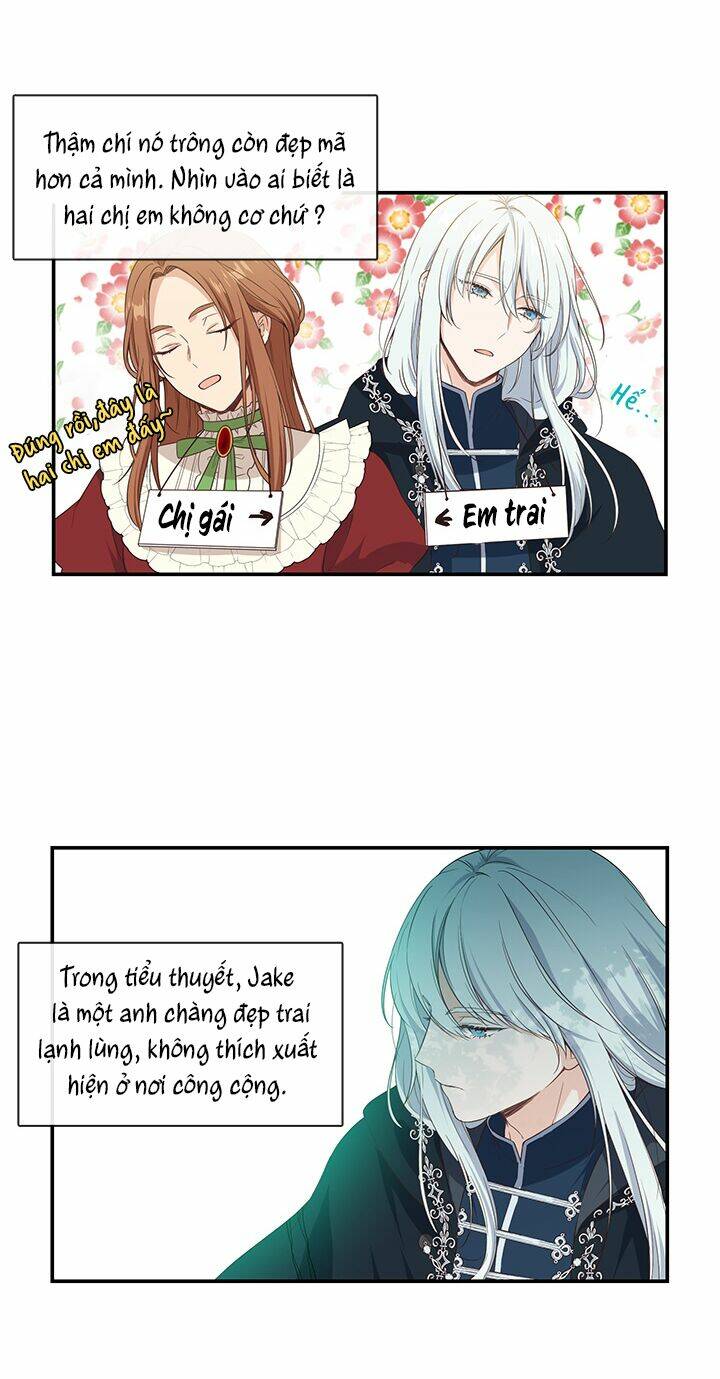 Thậm chí nó trông còn đẹp mã
hơn cả mình. Nhìn vào ai biết là
hai chị em không cơ chứ ?
Đúng rồi, đây là
hai chị em đấy~
Hể...
Chị gái →
← Em trai
Trong tiểu thuyết, Jake
là một anh chàng đẹp trai
lạnh lùng, không thích xuất
hiện ở nơi công cộng.